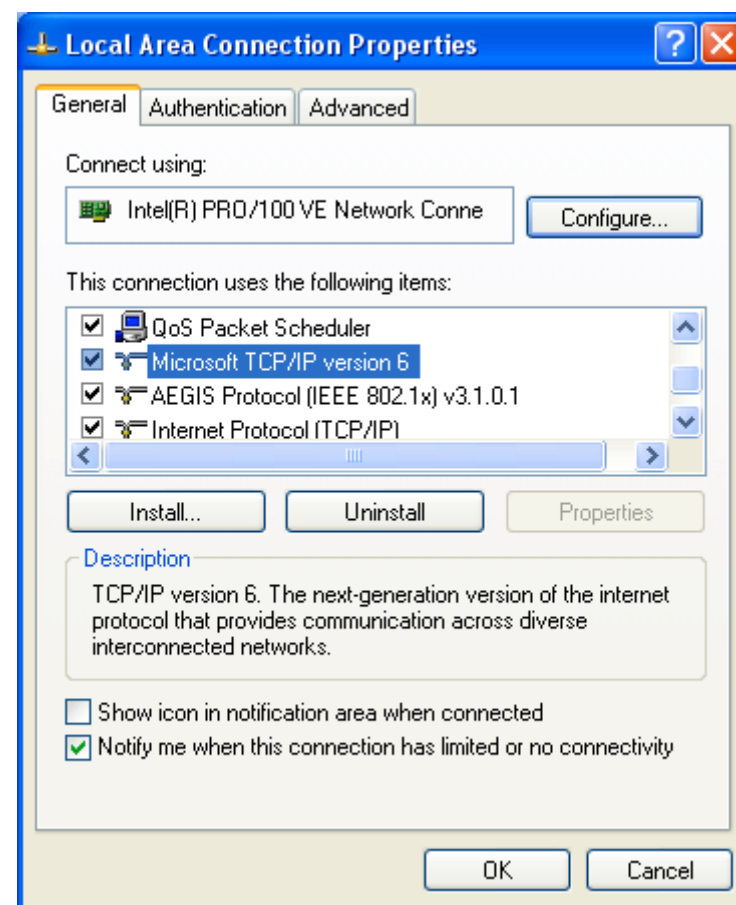 Local Area Connection Properties
General Authentication Advanced
Connect using:
Intel(R) PRO/100 VE Network Conne
Configure...
This connection uses the following items:
QoS Packet Scheduler
Microsoft TCP/IP version 6
AEGIS Protocol (IEEE 802.1x) v3.1.0.1
Internet Protocol (TCP/IP)
Install... Uninstall Properties
Description
TCP/IP version 6. The next-generation version of the internet
protocol that provides communication across diverse
interconnected networks.
Show icon in notification area when connected
Notify me when this connection has limited or no connectivity
OK Cancel